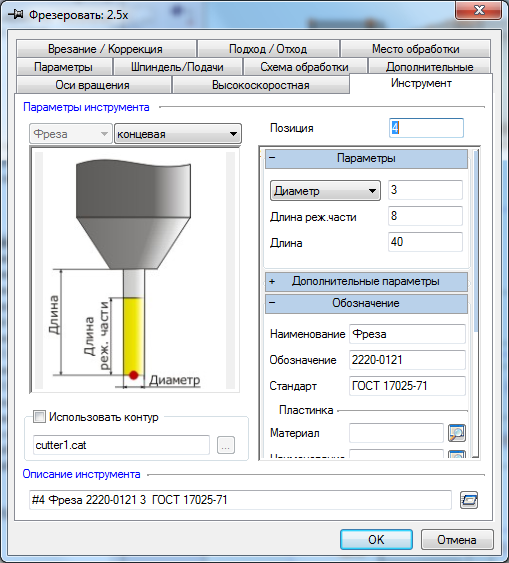 Фрезеровать: 2.5x
Врезание / Коррекция Подход / Отход Место обработки
Параметры Шпиндель/Подачи Схема обработки Дополнительные
Оси вращения Высокоскоростная Инструмент
Параметры инструмента
Фреза концевая Позиция 4
Длина
Длина
реж. части
Диаметр
Параметры
Диаметр 3
Длина реж.части 8
Длина 40
Дополнительные параметры
Обозначение
Наименование Фреза
Обозначение 2220-0121
Стандарт ГОСТ 17025-71
Пластинка
Материал
Использовать контур
cutter1.cat ...
Описание инструмента
#4 Фреза 2220-0121 3 ГОСТ 17025-71
OK Отмена